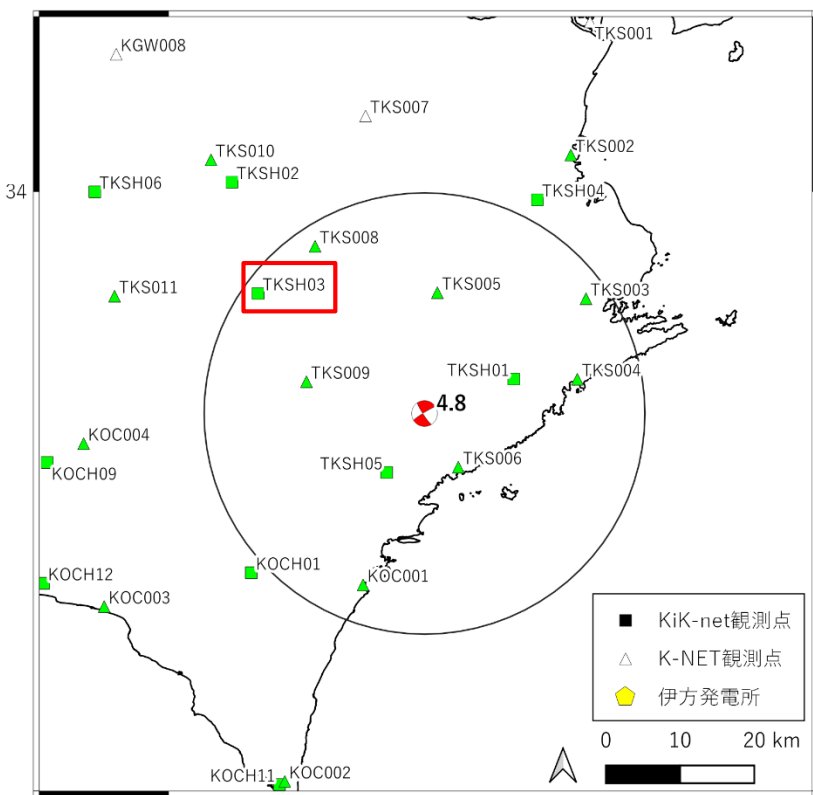 TKS001
KGW008
TKS007
TKS010
TKS002
TKSH02
TKSH06
TKSH04
34
TKS008
TKSH03
TKS005
TKS003
TKS011
TKS009
TKSH01
TKS004
4.8
KOC004
TKS006
TKSH05
KOCH09
KOCH01
KOCH12
KOC001
KOC003
KiK-net観測点
K-NET観測点
伊方発電所
0 10 20 km
KOCH11
KOC002